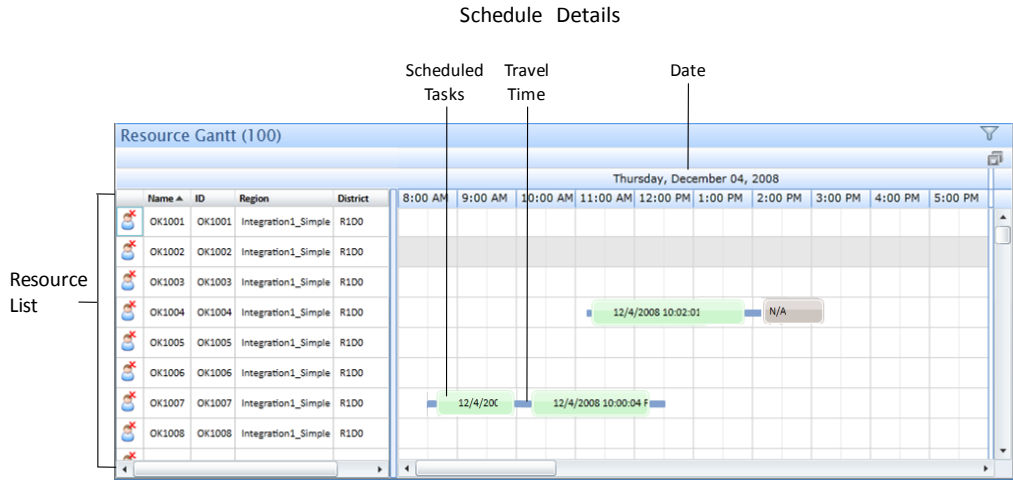 Schedule Details
Scheduled Tasks
Travel Time
Date
Resource Gantt (100)
Thursday, December 04, 2008
Name ID Region District 8:00 AM 9:00 AM 10:00 AM 11:00 AM 12:00 PM 1:00 PM 2:00 PM 3:00 PM 4:00 PM 5:00 PM
OK1001 OK1001 Integration1_Simple R1D0
OK1002 OK1002 Integration1_Simple R1D0
OK1003 OK1003 Integration1_Simple R1D0
Resource List
OK1004 OK1004 Integration1_Simple R1D0 12/4/2008 10:02:01 N/A
OK1005 OK1005 Integration1_Simple R1D0
OK1006 OK1006 Integration1_Simple R1D0
OK1007 OK1007 Integration1_Simple R1D0 12/4/200 12/4/2008 10:00:04 P
OK1008 OK1008 Integration1_Simple R1D0